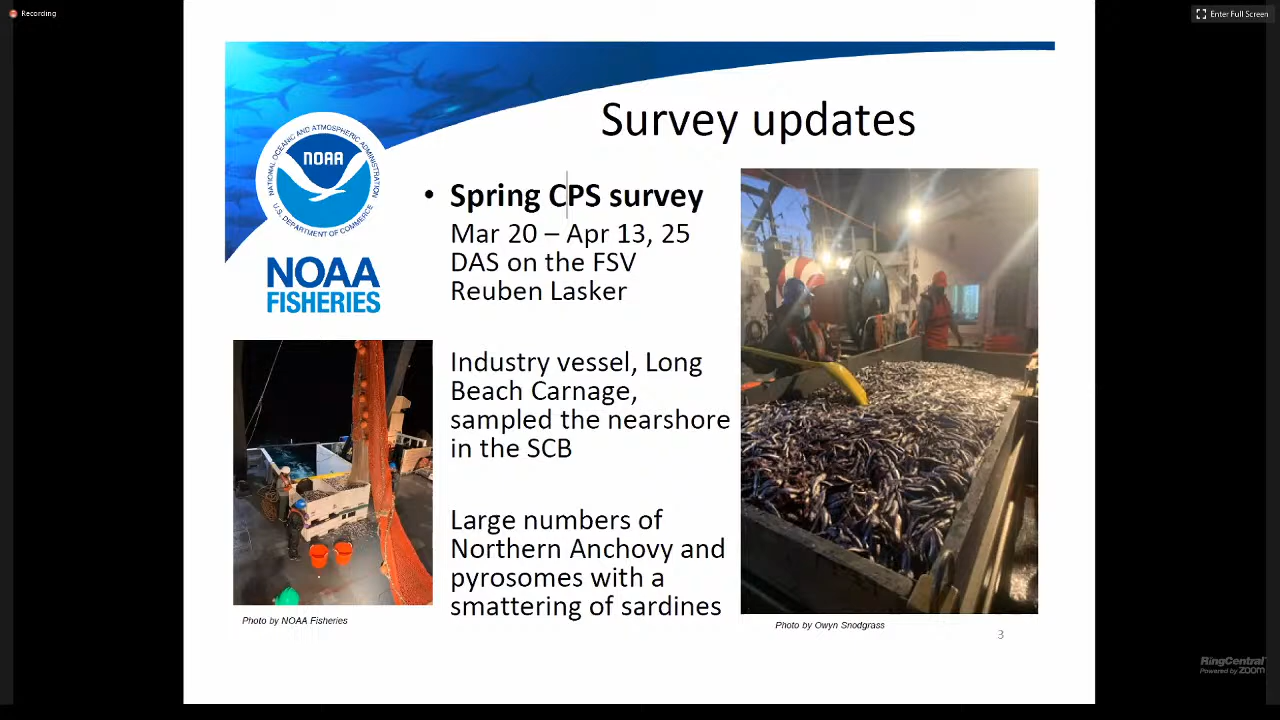 Recording
Enter Full Screen
Survey updates
NATIONAL OCEANIC AND ATMOSPHERIC ADMINISTRATION
NOAA
U.S. DEPARTMENT OF COMMERCE
NOAA
FISHERIES
• Spring CPS survey
Mar 20 – Apr 13, 25
DAS on the FSV
Reuben Lasker
Industry vessel, Long
Beach Carnage,
sampled the nearshore
in the SCB
Large numbers of
Northern Anchovy and
pyrosomes with a
smattering of sardines
Photo by NOAA Fisheries
Photo by Owyn Snodgrass
3
RingCentral
Powered by zoom